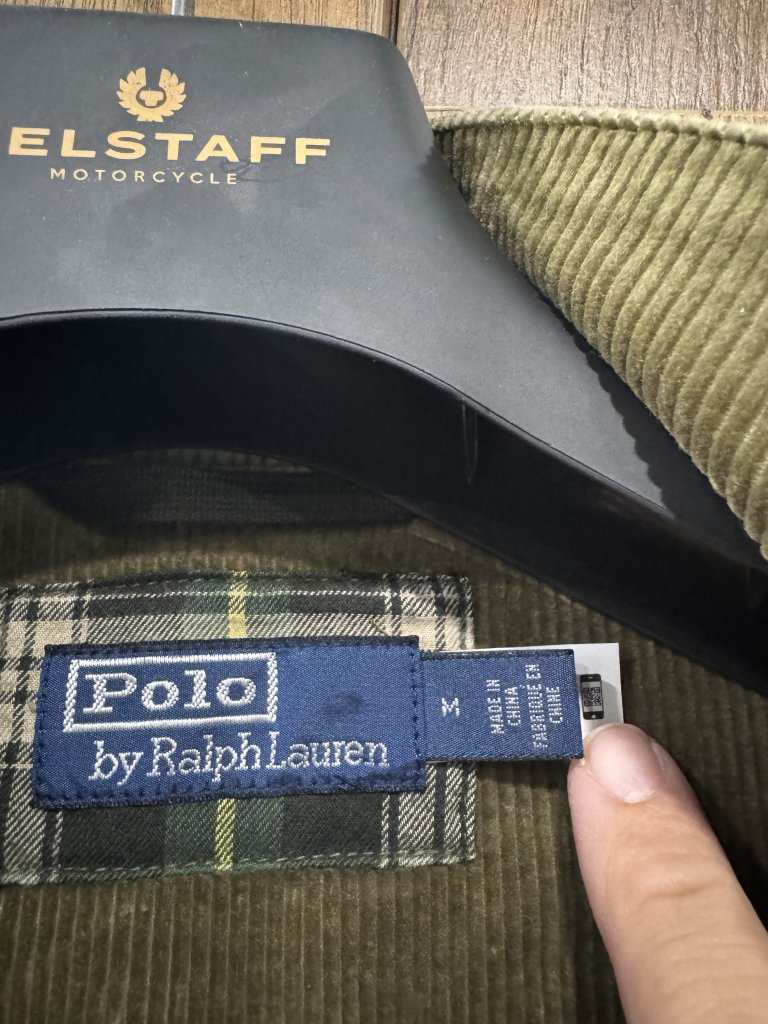 ELSTAFF
MOTORCYCLE
Polo
by Ralph Lauren
M
MADE IN
CHINA
FABRIQUÉ EN
CHINE